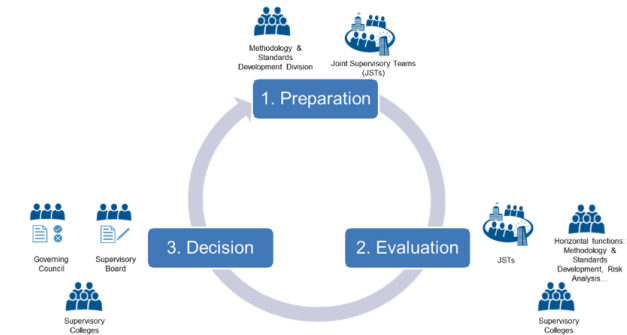 Methodology &
Standards
Development Division
Joint Supervisory Teams
(JSTs)
1. Preparation
3. Decision
2. Evaluation
Governing
Council
Supervisory
Board
Supervisory
Colleges
JSTs
Horizontal functions:
Methodology &
Standards
Development, Risk
Analysis...
Supervisory
Colleges